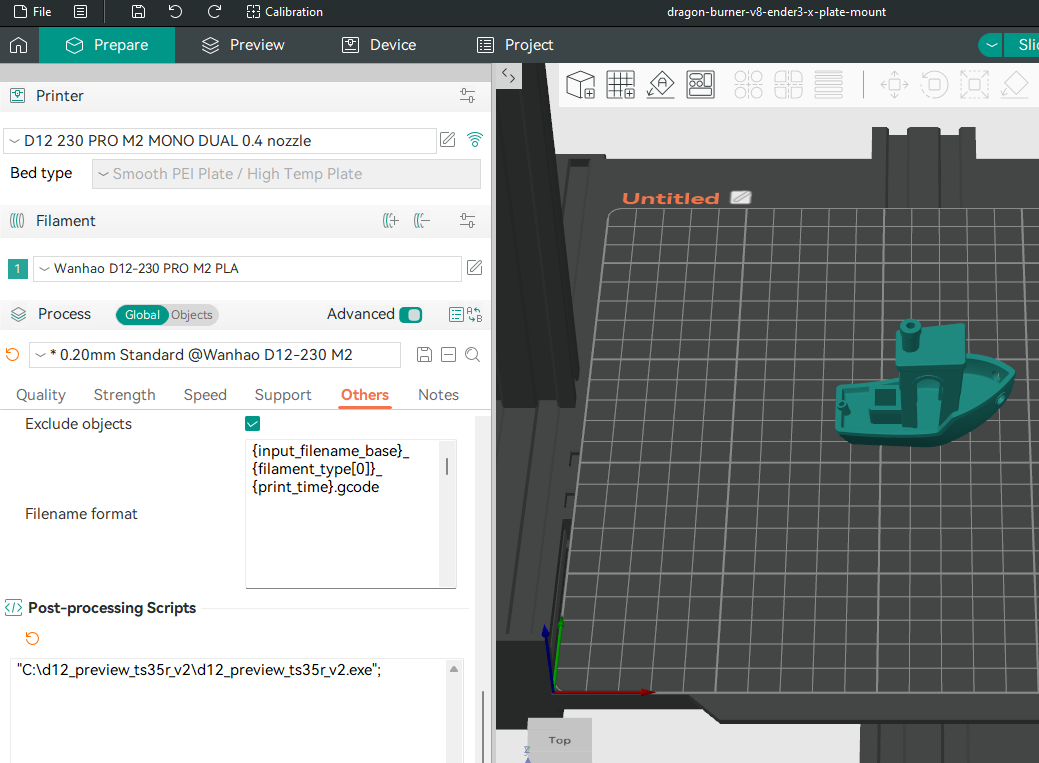 File
Calibration
dragon-burner-v8-ender3-x-plate-mount
Prepare
Preview
Device
Project
Printer
D12 230 PRO M2 MONO DUAL 0.4 nozzle
Bed type
Smooth PEI Plate / High Temp Plate
Filament
1
Wanhao D12-230 PRO M2 PLA
Process
Global
Objects
Advanced
* 0.20mm Standard @Wanhao D12-230 M2
Quality
Strength
Speed
Support
Others
Notes
Exclude objects
{input_filename_base}_
{filament_type[0]}_
{print_time}.gcode
Filename format
Post-processing Scripts
"C:\d12_preview_ts35r_v2\d12_preview_ts35r_v2.exe";
Untitled
Top
Z